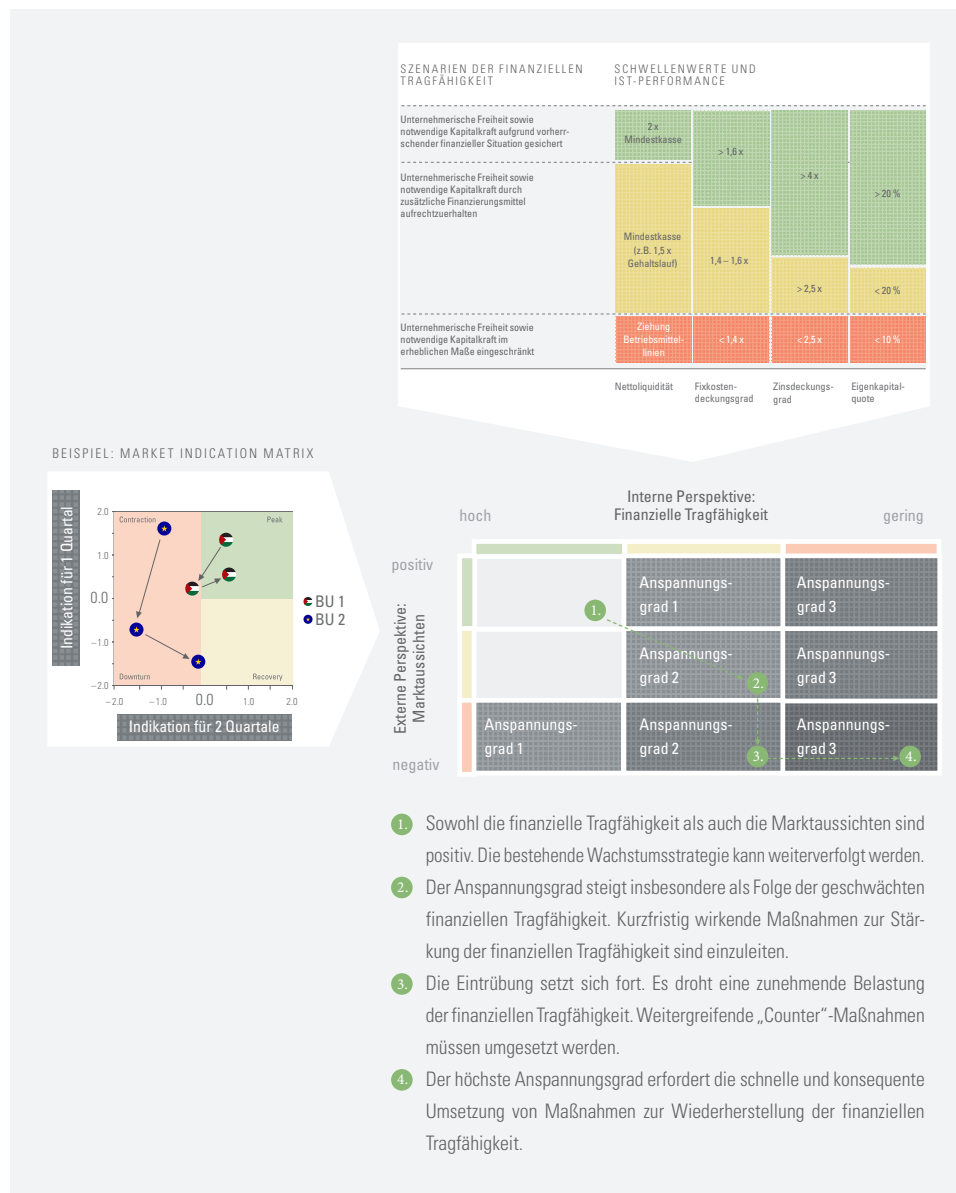 SZENARIEN DER FINANZIELLEN
TRAGFÄHIGKEIT
SCHWELLENWERTE UND
IST-PERFORMANCE
Unternehmerische Freiheit sowie
notwendige Kapitalkraft aufgrund vorherr-
schender finanzieller Situation gesichert
2 x
Mindestkasse
> 1,6 x
> 4 x
> 20 %
Unternehmerische Freiheit sowie
notwendige Kapitalkraft durch
zusätzliche Finanzierungsmittel
aufrechtzuerhalten
Mindestkasse
(z.B. 1,5 x
Gehaltslauf)
1,4 – 1,6 x
> 2,5 x
< 20 %
Unternehmerische Freiheit sowie
notwendige Kapitalkraft im
erheblichen Maße eingeschränkt
Ziehung
Betriebsmittel-
linien
< 1,4 x
< 2,5 x
< 10 %
Nettoliquidität
Fixkosten-
deckungsgrad
Zinsdeckungs-
grad
Eigenkapital-
quote
BEISPIEL: MARKET INDICATION MATRIX
Indikation für 1 Quartal
2.0
1.0
0.0
–1.0
–2.0
Contraction
Peak
Downturn
Recovery
–2.0
–1.0
0.0
1.0
2.0
Indikation für 2 Quartale
BU 1
BU 2
hoch
Interne Perspektive:
Finanzielle Tragfähigkeit
gering
positiv
Externe Perspektive:
Marktaussichten
negativ
Anspannungs-
grad 1
Anspannungs-
grad 3
1.
Anspannungs-
grad 2
Anspannungs-
grad 3
2.
Anspannungs-
grad 1
Anspannungs-
grad 2
Anspannungs-
grad 3
3.
4.
1. Sowohl die finanzielle Tragfähigkeit als auch die Marktaussichten sind
positiv. Die bestehende Wachstumsstrategie kann weiterverfolgt werden.
2. Der Anspannungsgrad steigt insbesondere als Folge der geschwächten
finanziellen Tragfähigkeit. Kurzfristig wirkende Maßnahmen zur Stär-
kung der finanziellen Tragfähigkeit sind einzuleiten.
3. Die Eintrübung setzt sich fort. Es droht eine zunehmende Belastung
der finanziellen Tragfähigkeit. Weitergreifende „Counter“-Maßnahmen
müssen umgesetzt werden.
4. Der höchste Anspannungsgrad erfordert die schnelle und konsequente
Umsetzung von Maßnahmen zur Wiederherstellung der finanziellen
Tragfähigkeit.